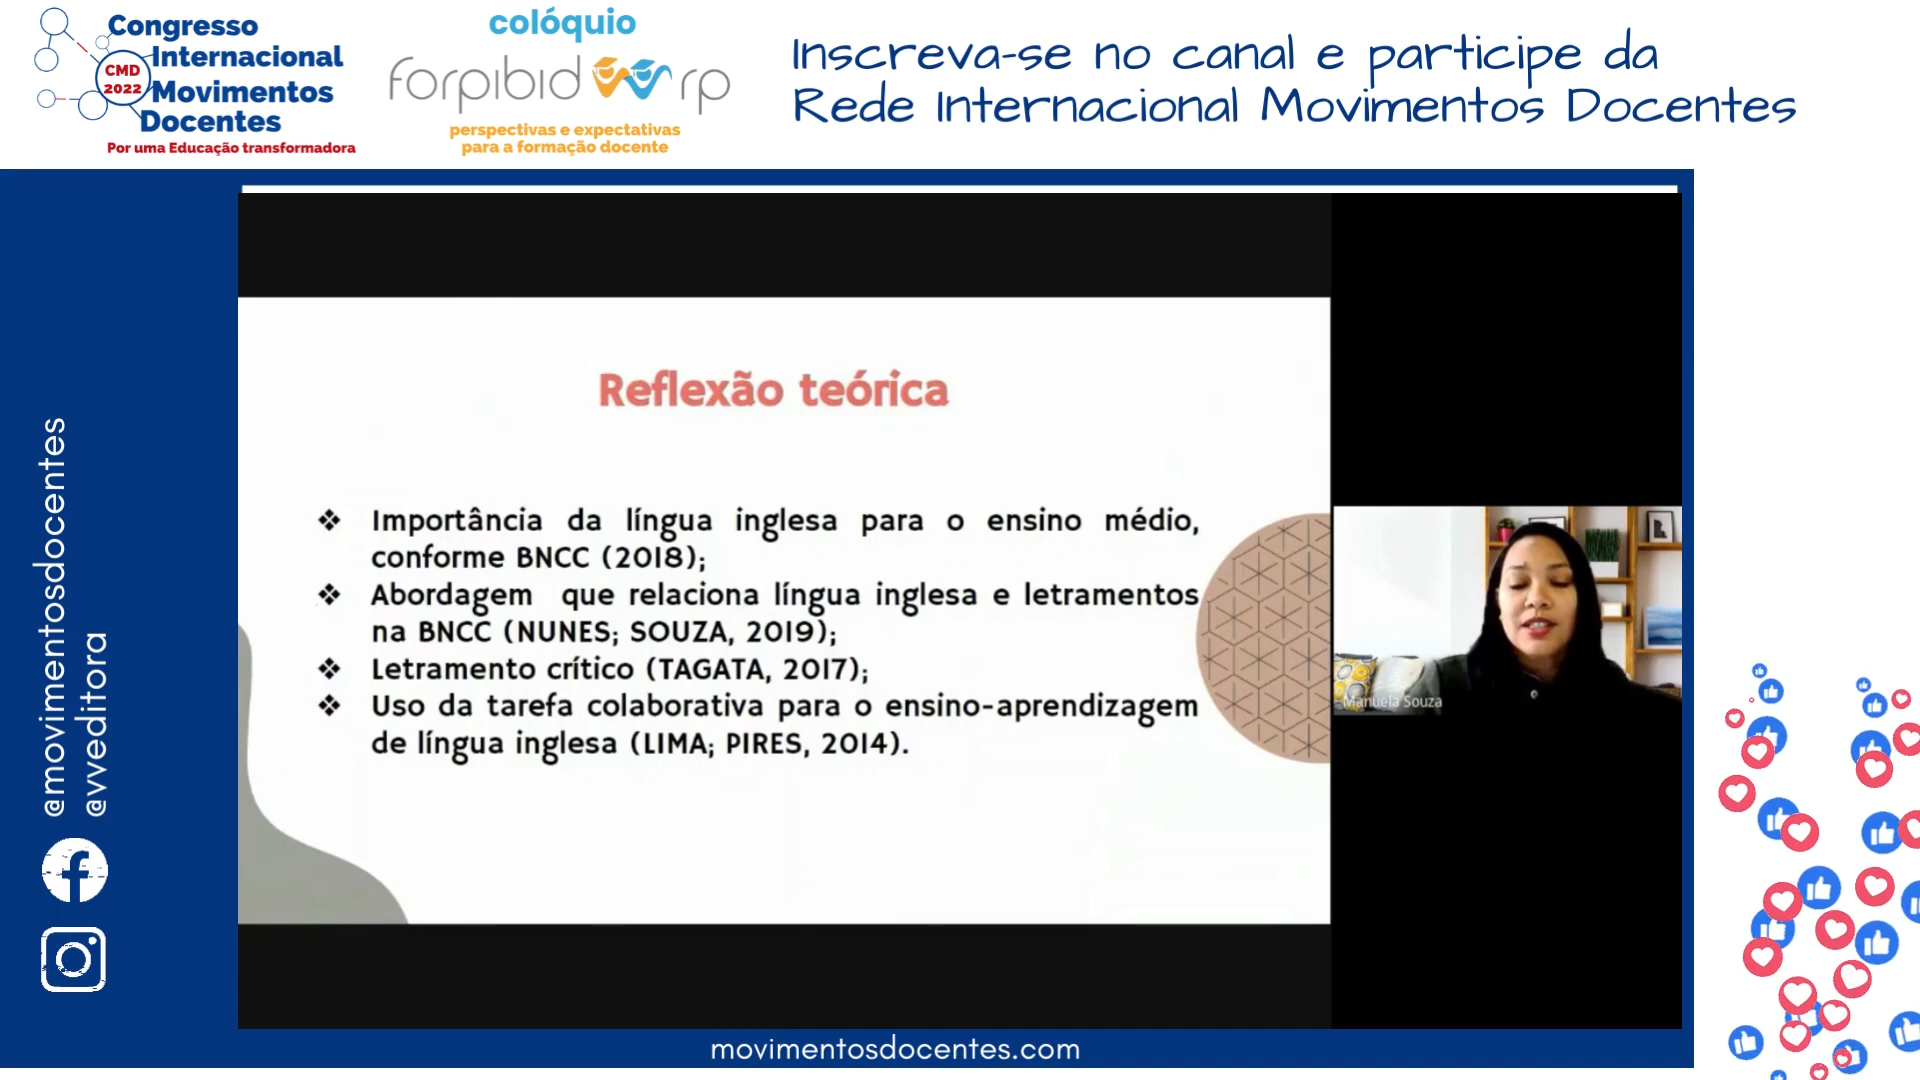 Congresso
Internacional
CMD
2022
Movimentos
Docentes
Por uma Educação transformadora
colóquio
forpibid rp
perspectivas e expectativas
para a formação docente
Inscreva-se no canal e participe da
Rede Internacional Movimentos Docentes
@movimentosdocentes
@vveditora
Reflexão teórica
❖ Importância da língua inglesa para o ensino médio,
conforme BNCC (2018);
❖ Abordagem que relaciona língua inglesa e letramentos
na BNCC (NUNES; SOUZA, 2019);
❖ Letramento crítico (TAGATA, 2017);
❖ Uso da tarefa colaborativa para o ensino-aprendizagem
de língua inglesa (LIMA; PIRES, 2014).
Manuela Souza
movimentosdocentes.com